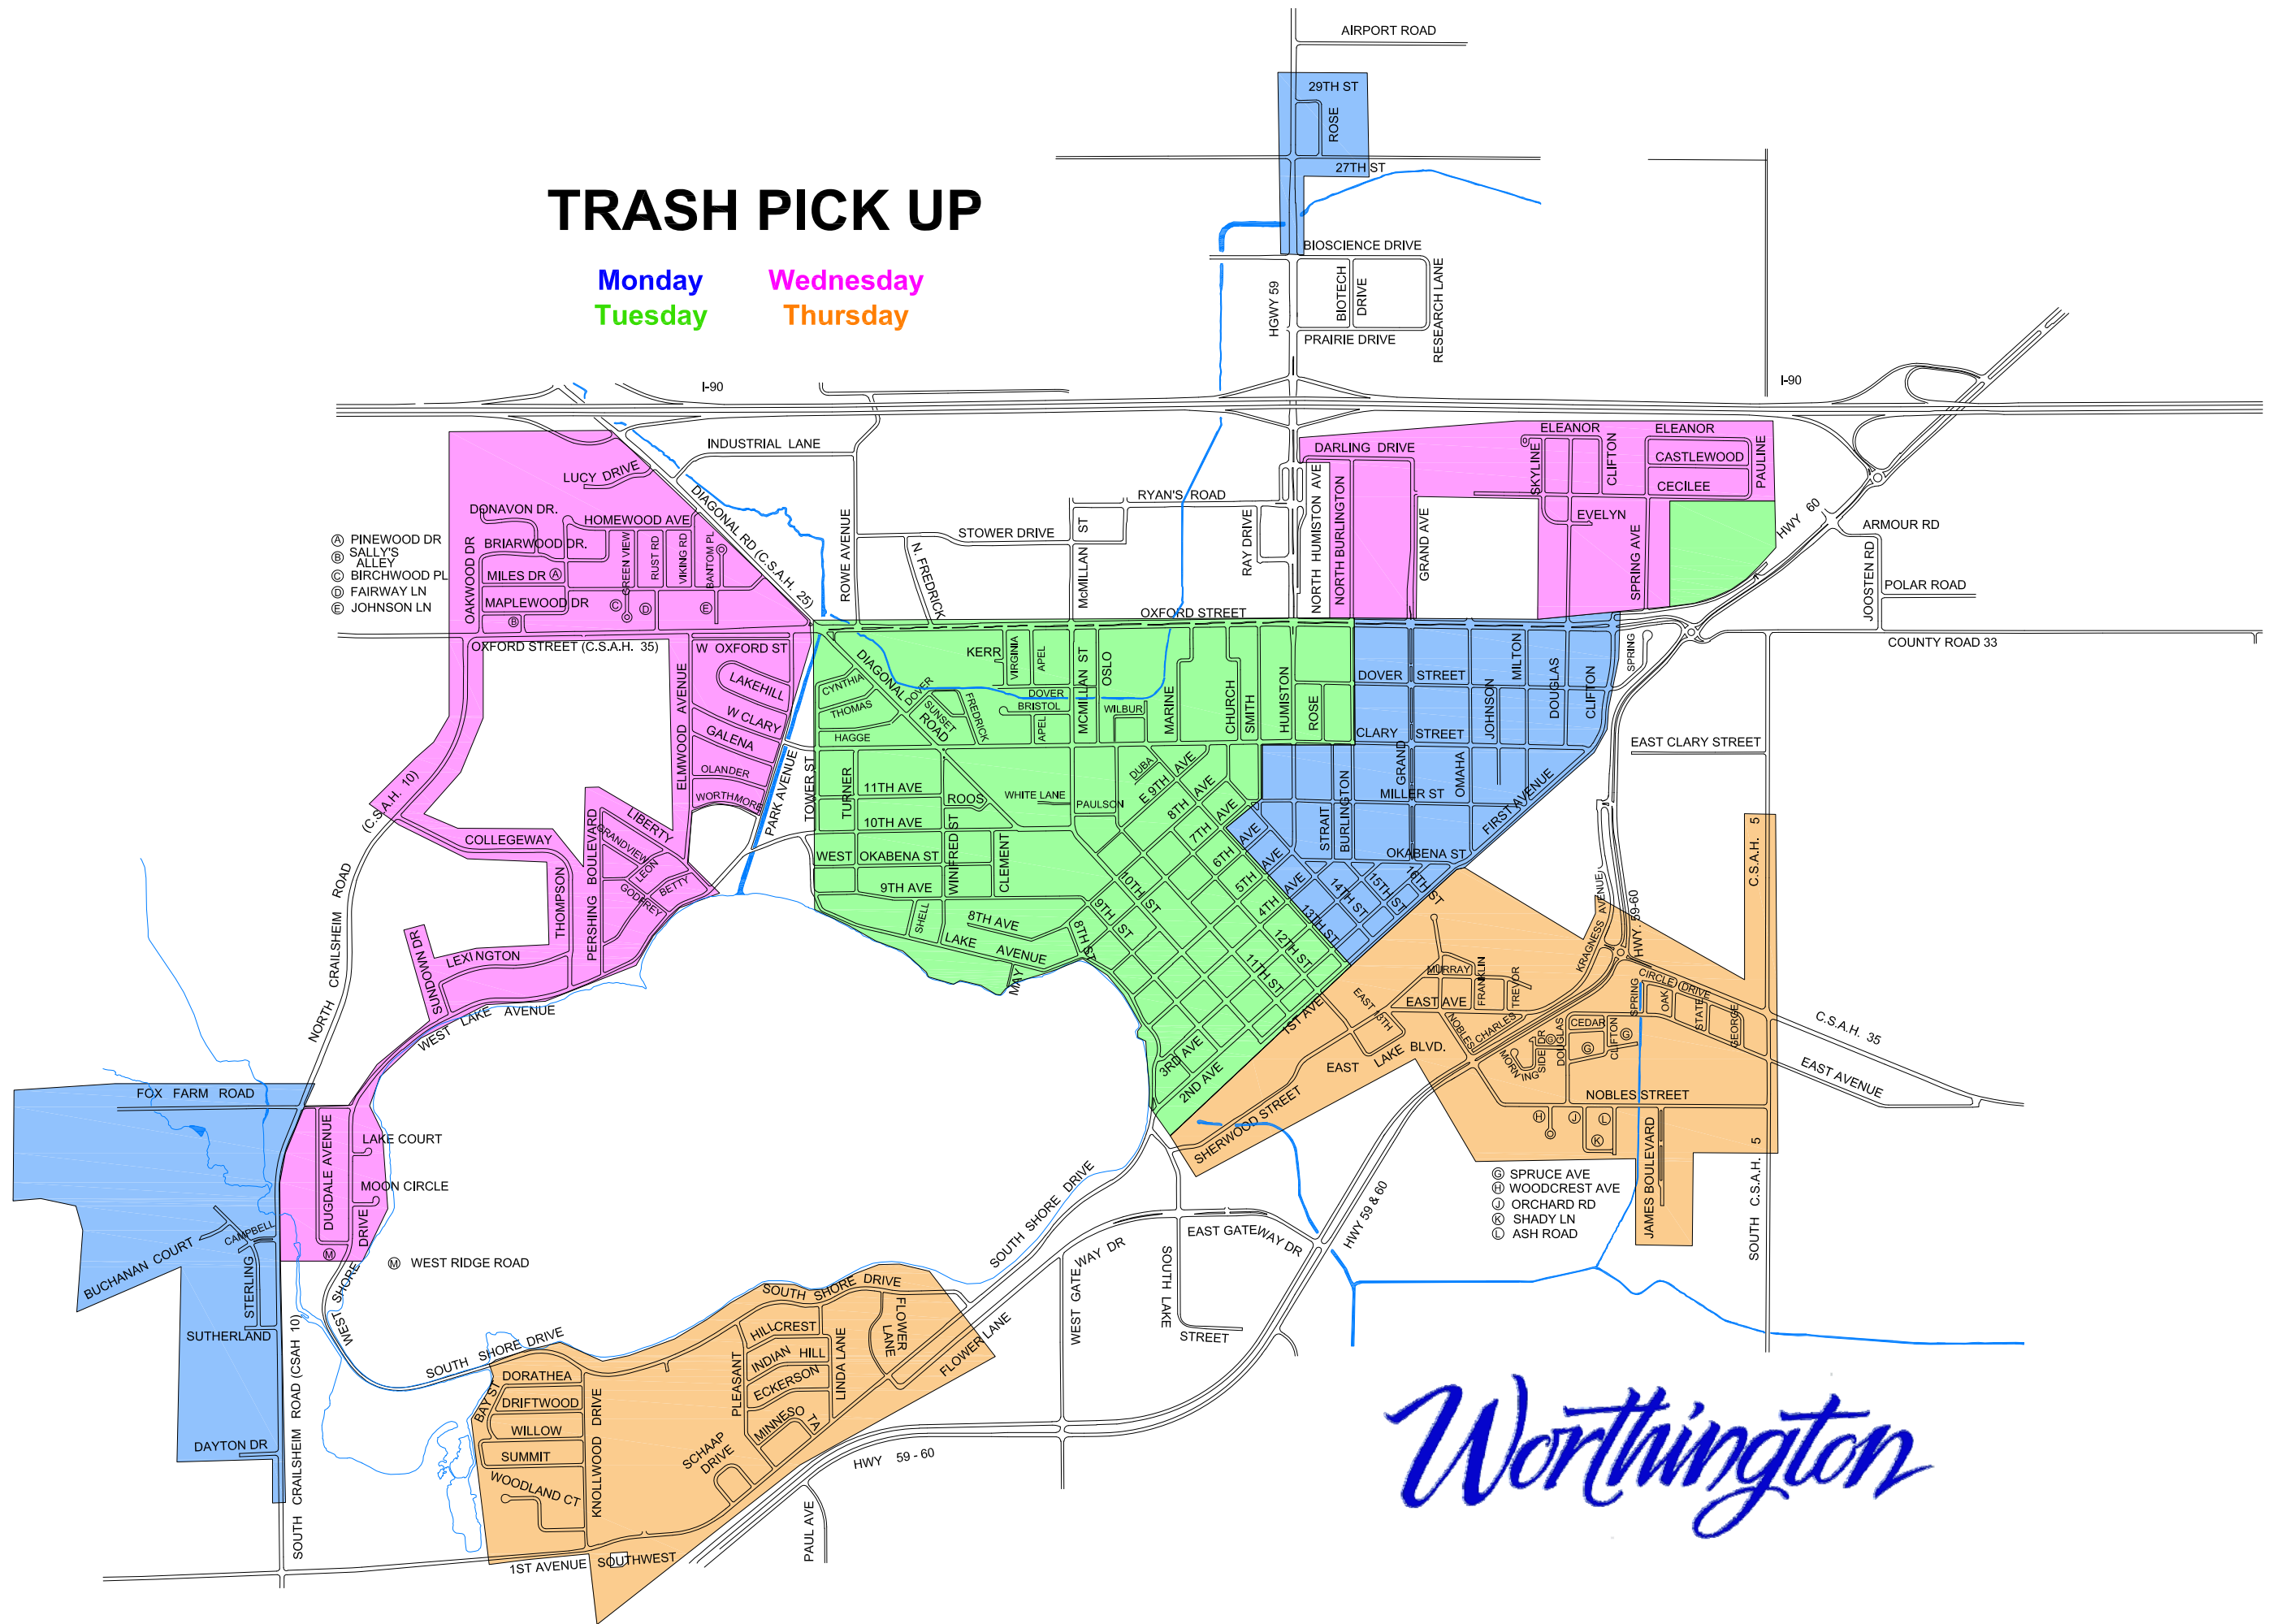 AIRPORT ROAD
29TH ST
ROSE
27TH ST
TRASH PICK UP
Monday Wednesday
Tuesday Thursday
BIOSCIENCE DRIVE
HGWY 59
BIOTECH
DRIVE
RESEARCH LANE
PRAIRIE DRIVE
I-90
I-90
INDUSTRIAL LANE
LUCY DRIVE
DIAGONAL RD (C.S.A.H. 25)
DONAVON DR.
HOMEWOOD AVE
BRIARWOOD DR.
OAKWOOD DR
GREEN VIEW
RUST RD
VIKING RD
BANTOM PL
MILES DR A
MAPLEWOOD DR
C
D
E
B
A PINEWOOD DR
B SALLY'S
ALLEY
C BIRCHWOOD PL
D FAIRWAY LN
E JOHNSON LN
OXFORD STREET (C.S.A.H. 35)
ROWE AVENUE
N. FREDRICK
STOWER DRIVE
McMILLAN ST
RYAN'S ROAD
RAY DRIVE
OXFORD STREET
NORTH HUMISTON AVE
NORTH BURLINGTON
DARLING DRIVE
GRAND AVE
SKYLINE
ELEANOR
CLIFTON
ELEANOR
CASTLEWOOD
CECILEE
PAULINE
EVELYN
SPRING AVE
HWY 60
ARMOUR RD
JOOSTEN RD
POLAR ROAD
COUNTY ROAD 33
W OXFORD ST
LAKEHILL
ELMWOOD AVENUE
W CLARY
GALENA
OLANDER
WORTHMORE
PARK AVENUE
TOWER ST
CYNTHIA
THOMAS
HAGGE
DIAGONAL
ROAD
DOVER
SUNSET
FREDRICK
KERR
VIRGINIA
APEL
DOVER
BRISTOL
APEL
MCMILLAN ST
OSLO
WILBUR
MARINE
CHURCH
SMITH
HUMISTON
ROSE
DOVER STREET
MILTON
DOUGLAS
CLIFTON
SPRING
JOHNSON
CLARY STREET
GRAND
OMAHA
MILLER ST
FIRST AVENUE
STRAIT
BURLINGTON
OKABENA ST
EAST CLARY STREET
TURNER
11TH AVE
ROOS
WHITE LANE
PAULSON
DUBA
E 9TH AVE
8TH AVE
7TH AVE
6TH AVE
5TH AVE
4TH AVE
10TH AVE
WINIFRED ST
CLEMENT
WEST OKABENA ST
9TH AVE
SHELL
8TH AVE
LAKE AVENUE
MAY
8TH ST
9TH ST
10TH ST
11TH ST
12TH ST
13TH ST
14TH ST
15TH ST
16TH ST
3RD AVE
2ND AVE
1ST AVE
(C.S.A.H. 10)
NORTH CRAILSHEIM ROAD
COLLEGEWAY
THOMPSON
PERSHING BOULEVARD
LIBERTY
GRANDVIEW
LEON
BETTY
GODFREY
SUNDOWN DR
LEXINGTON
WEST LAKE AVENUE
FOX FARM ROAD
DUGDALE AVENUE
LAKE COURT
MOON CIRCLE
M
M WEST RIDGE ROAD
WEST SHORE DRIVE
BUCHANAN COURT
CAMPBELL
STERLING
SUTHERLAND
DAYTON DR
SOUTH CRAILSHEIM ROAD (CSAH 10)
SOUTH SHORE DRIVE
BAY ST
DORATHEA
DRIFTWOOD
WILLOW
SUMMIT
WOODLAND CT
KNOLLWOOD DRIVE
1ST AVENUE SOUTHWEST
SOUTH SHORE DRIVE
PLEASANT
HILLCREST
INDIAN HILL
ECKERSON
MINNESOTA
SCHAAP
DRIVE
LINDA LANE
FLOWER
LANE
FLOWER LANE
HWY 59 - 60
PAUL AVE
SOUTH SHORE DRIVE
WEST GATE WAY DR
EAST GATEWAY DR
SOUTH LAKE
STREET
HWY 59 & 60
SHERWOOD STREET
EAST LAKE BLVD.
EAST 13TH
EAST AVE
MURRAY
FRANKLIN
TREVOR
NOBLES
CHARLES
KRAGNESS AVENUE
HWY. 59-60
CIRCLE DRIVE
SPRING
OAK
STATE
GEORGE
CEDAR
CLIFTON
DOUGLAS
MORNINGSIDE DR
G
G
G
NOBLES STREET
H
J
L
K
JAMES BOULEVARD
C.S.A.H. 5
C.S.A.H. 35
EAST AVENUE
SOUTH C.S.A.H. 5
G SPRUCE AVE
H WOODCREST AVE
J ORCHARD RD
K SHADY LN
L ASH ROAD
Worthington